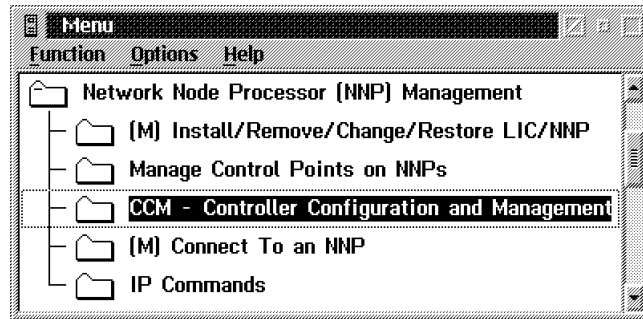 Menu
Function Options Help
Network Node Processor (NNP) Management
(M) Install/Remove/Change/Restore LIC/NNP
Manage Control Points on NNPs
CCM - Controller Configuration and Management
(M) Connect To an NNP
IP Commands